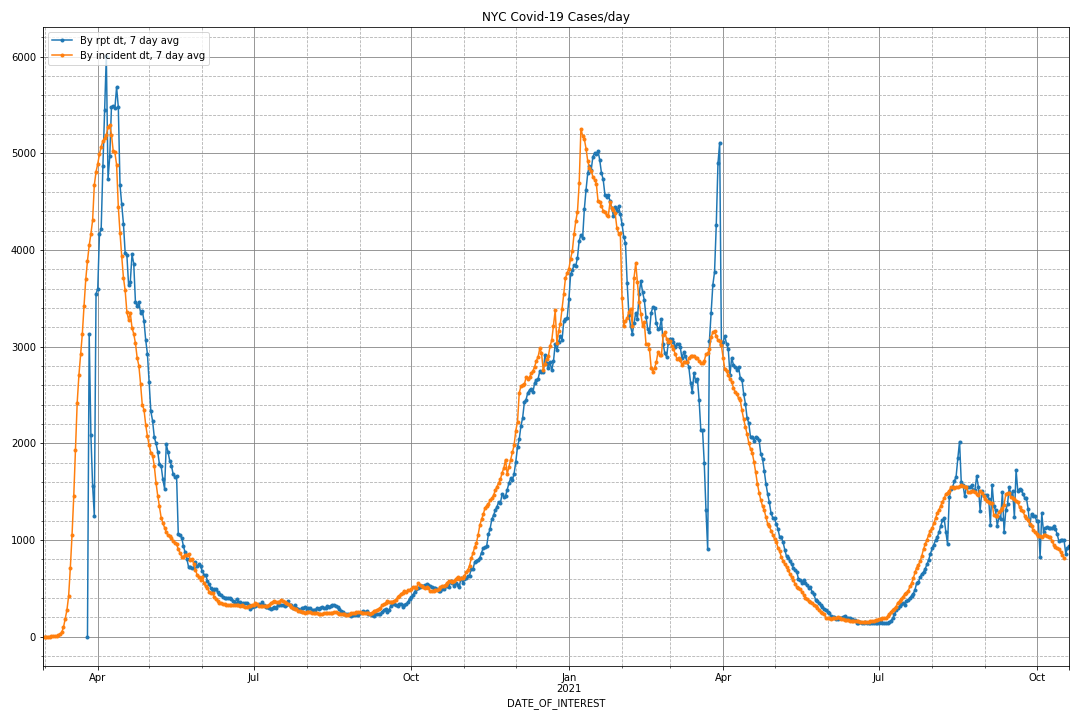 NYC Covid-19 Cases/day
By rpt dt, 7 day avg
By incident dt, 7 day avg
6000
5000
4000
3000
2000
1000
0
Apr Jul Oct Jan Apr Jul Oct
2021
DATE_OF_INTEREST